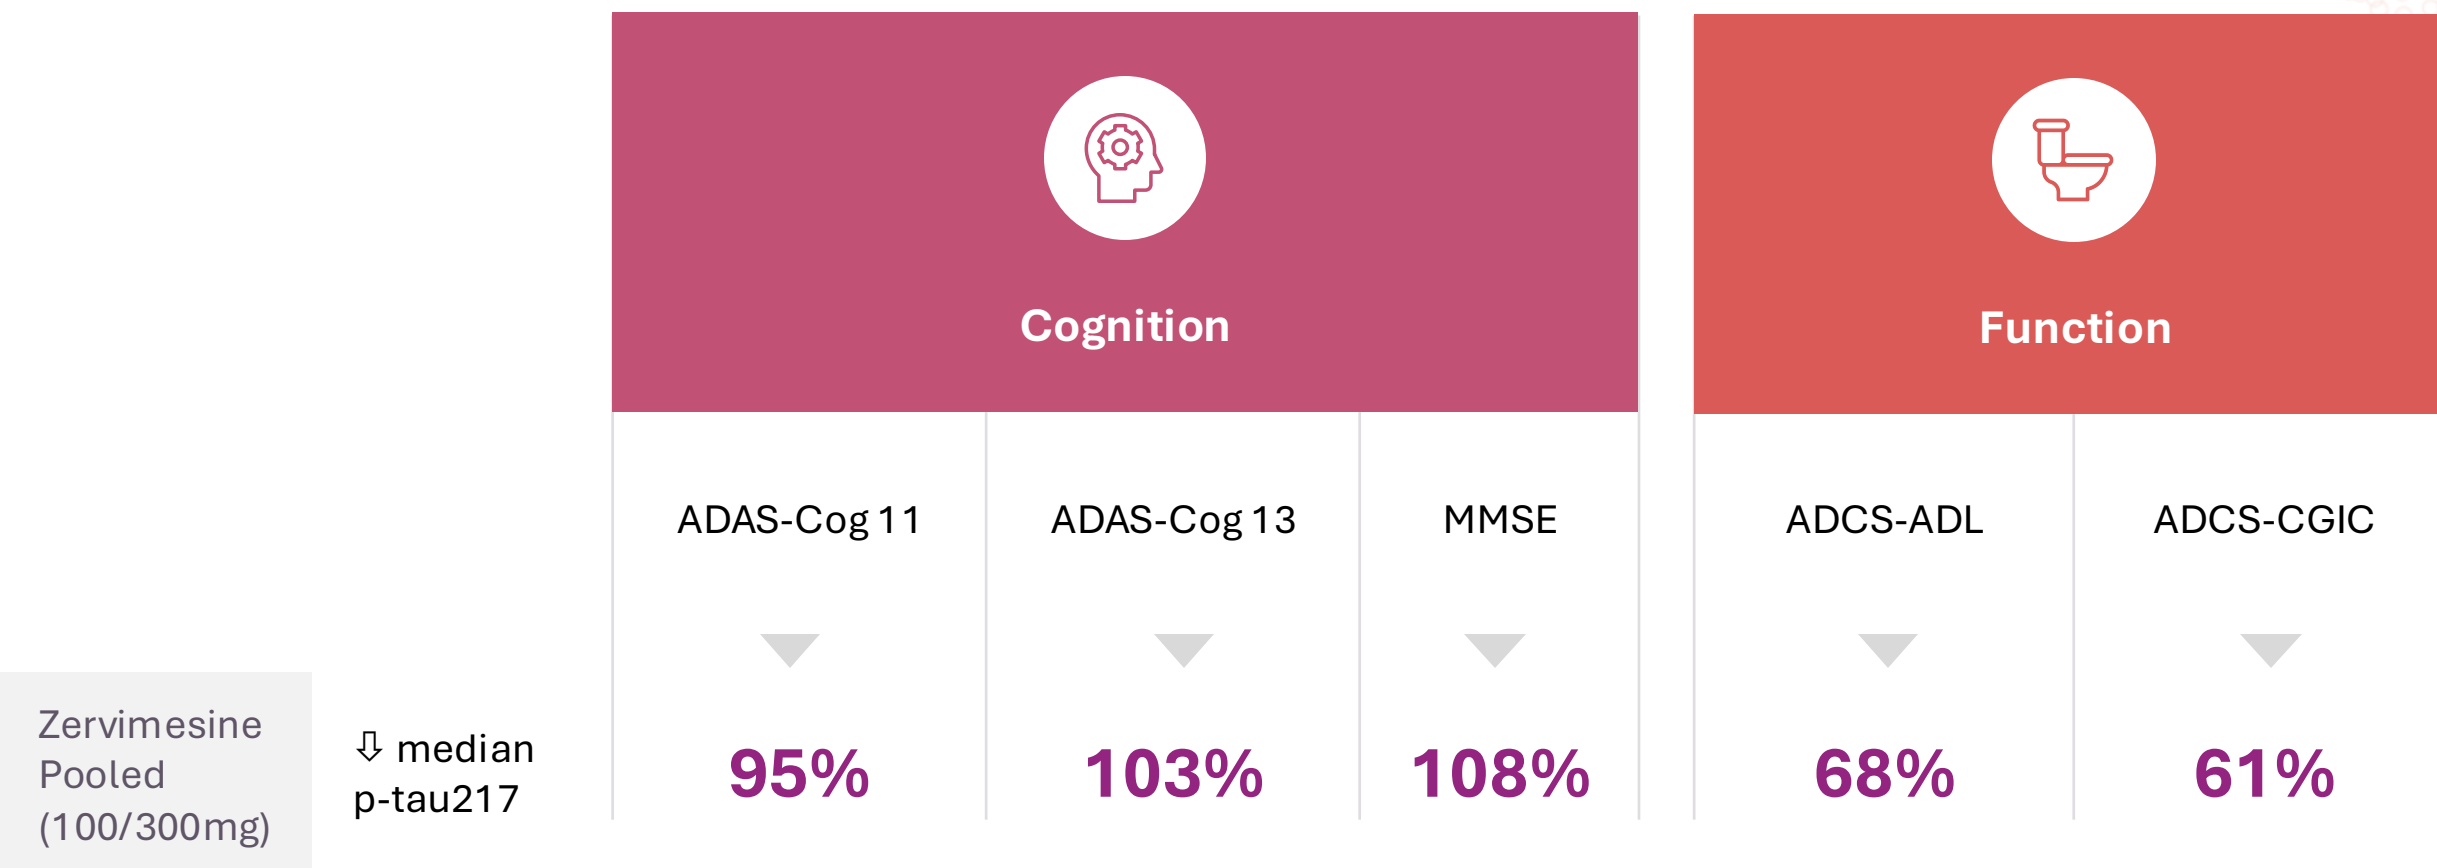 Cognition
Function
ADAS-Cog 11
ADAS-Cog 13
MMSE
ADCS-ADL
ADCS-CGIC
Zervimesine
Pooled
(100/300mg)
⇩ median
p-tau217
95%
103%
108%
68%
61%